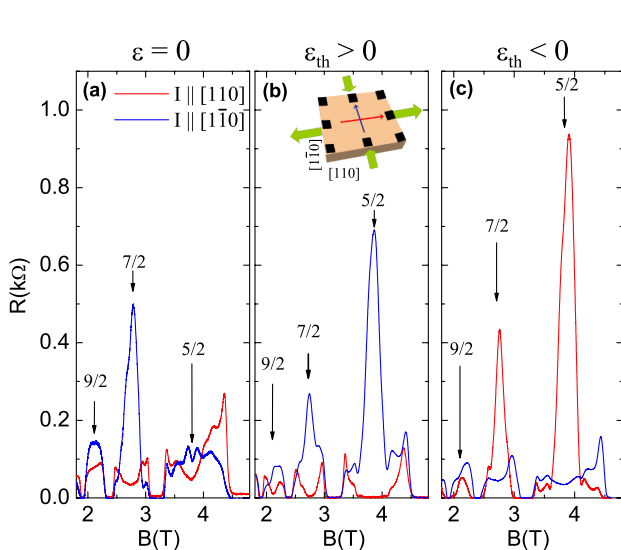 ε = 0
ε_th > 0
ε_th < 0
(a)
I || [110]
I || [11̅0]
9/2
7/2
5/2
(b)
[11̅0]
[110]
9/2
7/2
5/2
(c)
9/2
7/2
5/2
R(kΩ)
1.0
0.8
0.6
0.4
0.2
0.0
2 3 4
2 3 4
2 3 4
B(T)
B(T)
B(T)